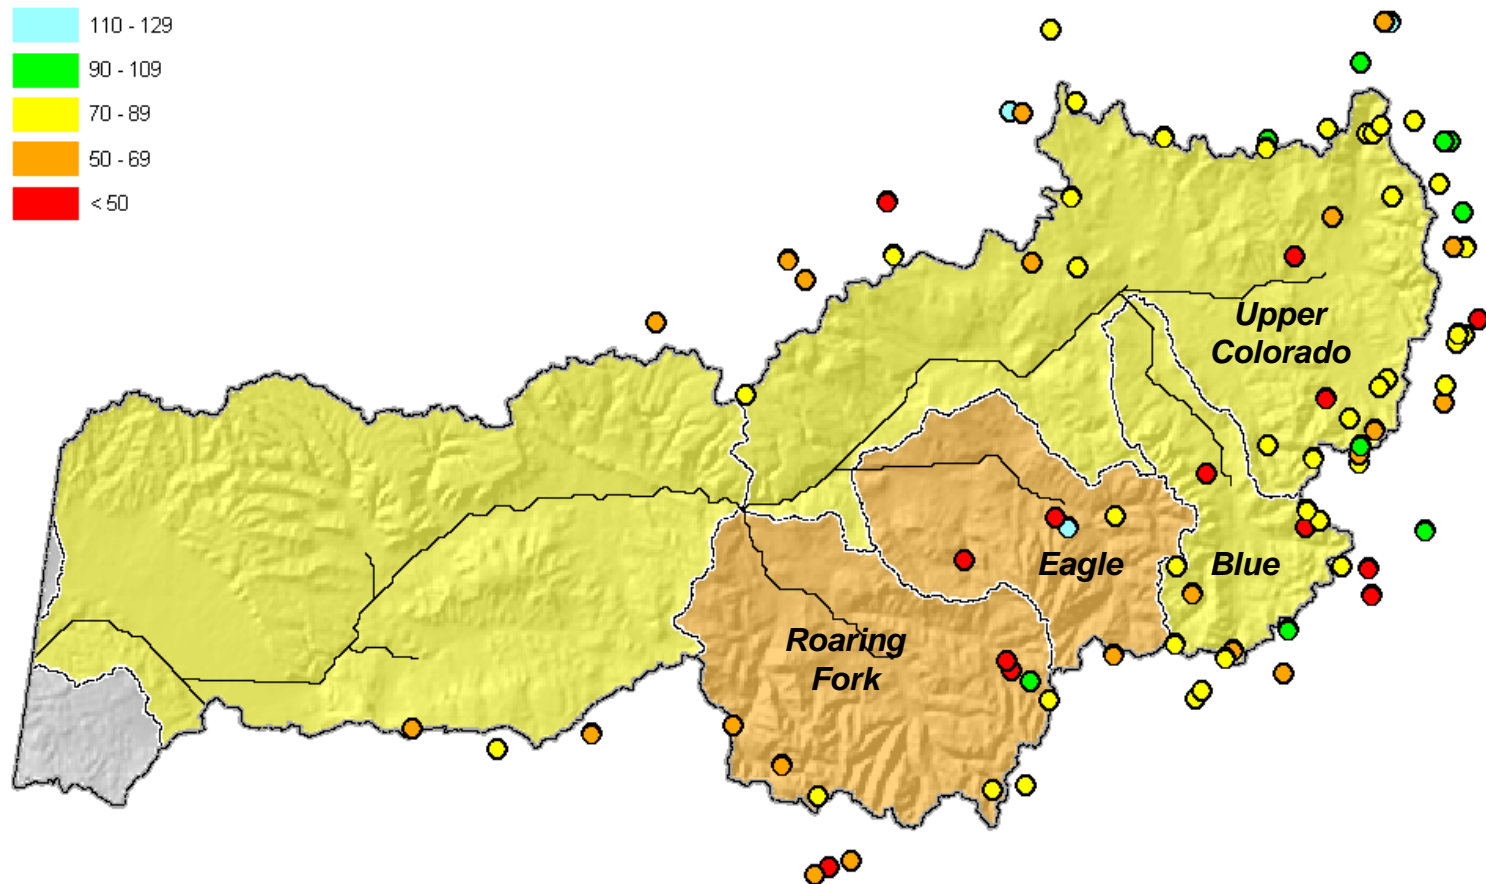 110 - 129
90 - 109
70 - 89
50 - 69
< 50
Upper
Colorado
Eagle
Blue
Roaring
Fork